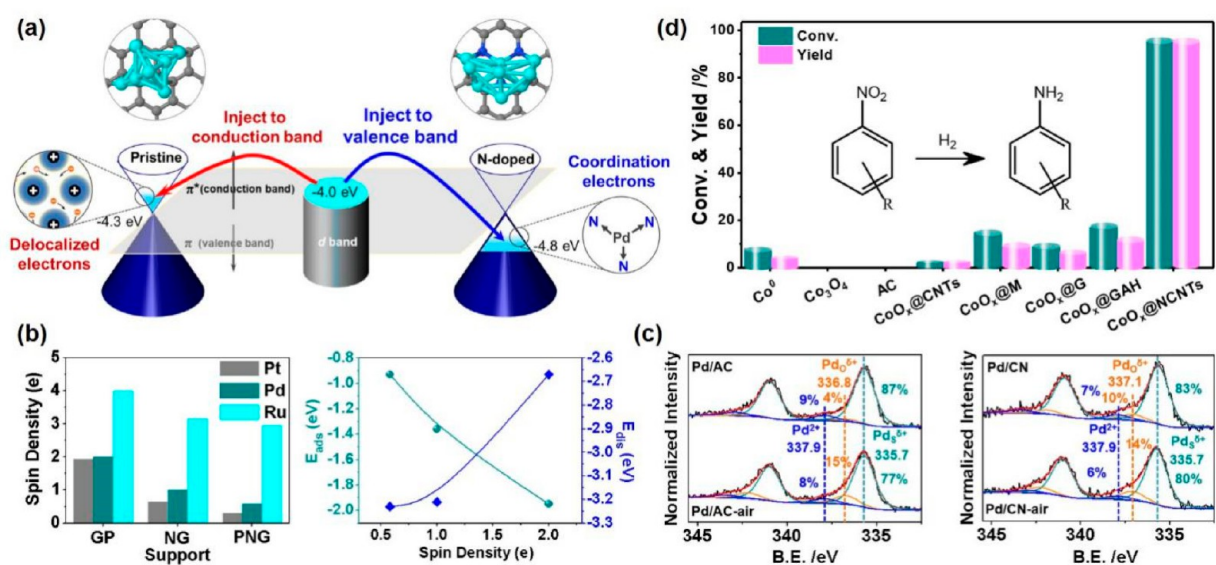 (a)
Inject to
conduction band
Inject to
valence band
Pristine
N-doped
Coordination
electrons
π*(conduction band)
-4.0 eV
-4.3 eV
π (valence band)
d band
-4.8 eV
Delocalized
electrons
N
N
Pd
N
(d)
Conv. & Yield /%
100
80
60
40
20
0
Conv.
Yield
NO2
R
H2
NH2
R
Co⁰
Co3O4
AC
CoOx@CNTs
CoOx@M
CoOx@G
CoOx@GAH
CoOx@NCNTs
(b)
Spin Density (e)
5
4
3
2
1
0
Pt
Pd
Ru
GP
NG
PNG
Support
Eads (eV)
-0.8
-1.0
-1.2
-1.4
-1.6
-1.8
-2.0
Edis (eV)
-2.6
-2.7
-2.8
-2.9
-3.0
-3.1
-3.2
-3.3
0.5
1.0
1.5
2.0
Spin Density (e)
(c)
Normalized Intensity
Pd/AC
PdOδ+
336.8
4%
9%
87%
Pd2+
337.9
PdSδ+
335.7
15%
8%
77%
Pd/AC-air
345
340
335
B.E. /eV
Normalized Intensity
Pd/CN
PdOδ+
337.1
10%
7%
83%
Pd2+
337.9
14%
PdSδ+
335.7
6%
80%
Pd/CN-air
345
340
335
B.E. /eV